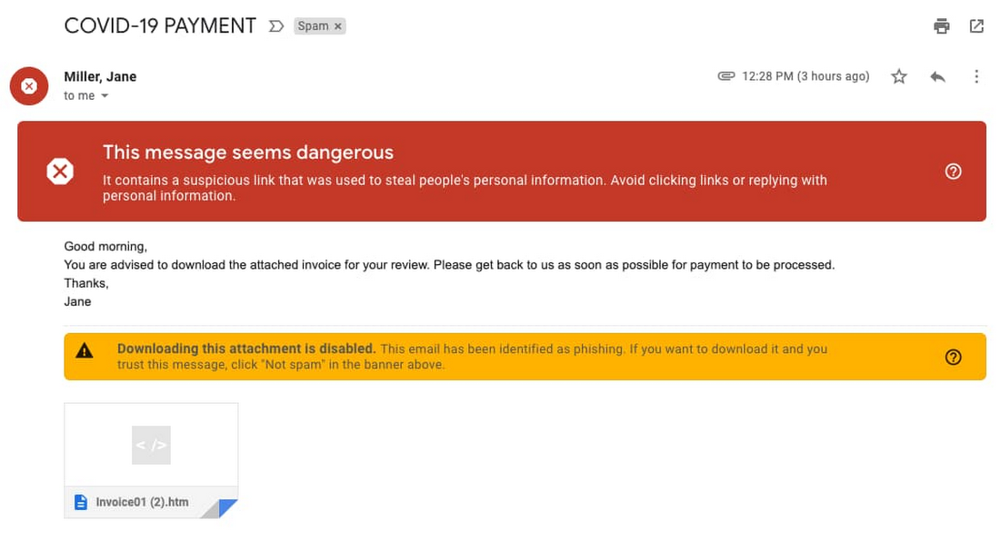 COVID-19 PAYMENT
Spam x
Miller, Jane
12:28 PM (3 hours ago)
to me
This message seems dangerous
It contains a suspicious link that was used to steal people's personal information. Avoid clicking links or replying with
personal information.
Good morning,
You are advised to download the attached invoice for your review. Please get back to us as soon as possible for payment to be processed.
Thanks,
Jane
Downloading this attachment is disabled. This email has been identified as phishing. If you want to download it and you
trust this message, click "Not spam" in the banner above.
< />
Invoice01 (2).htm